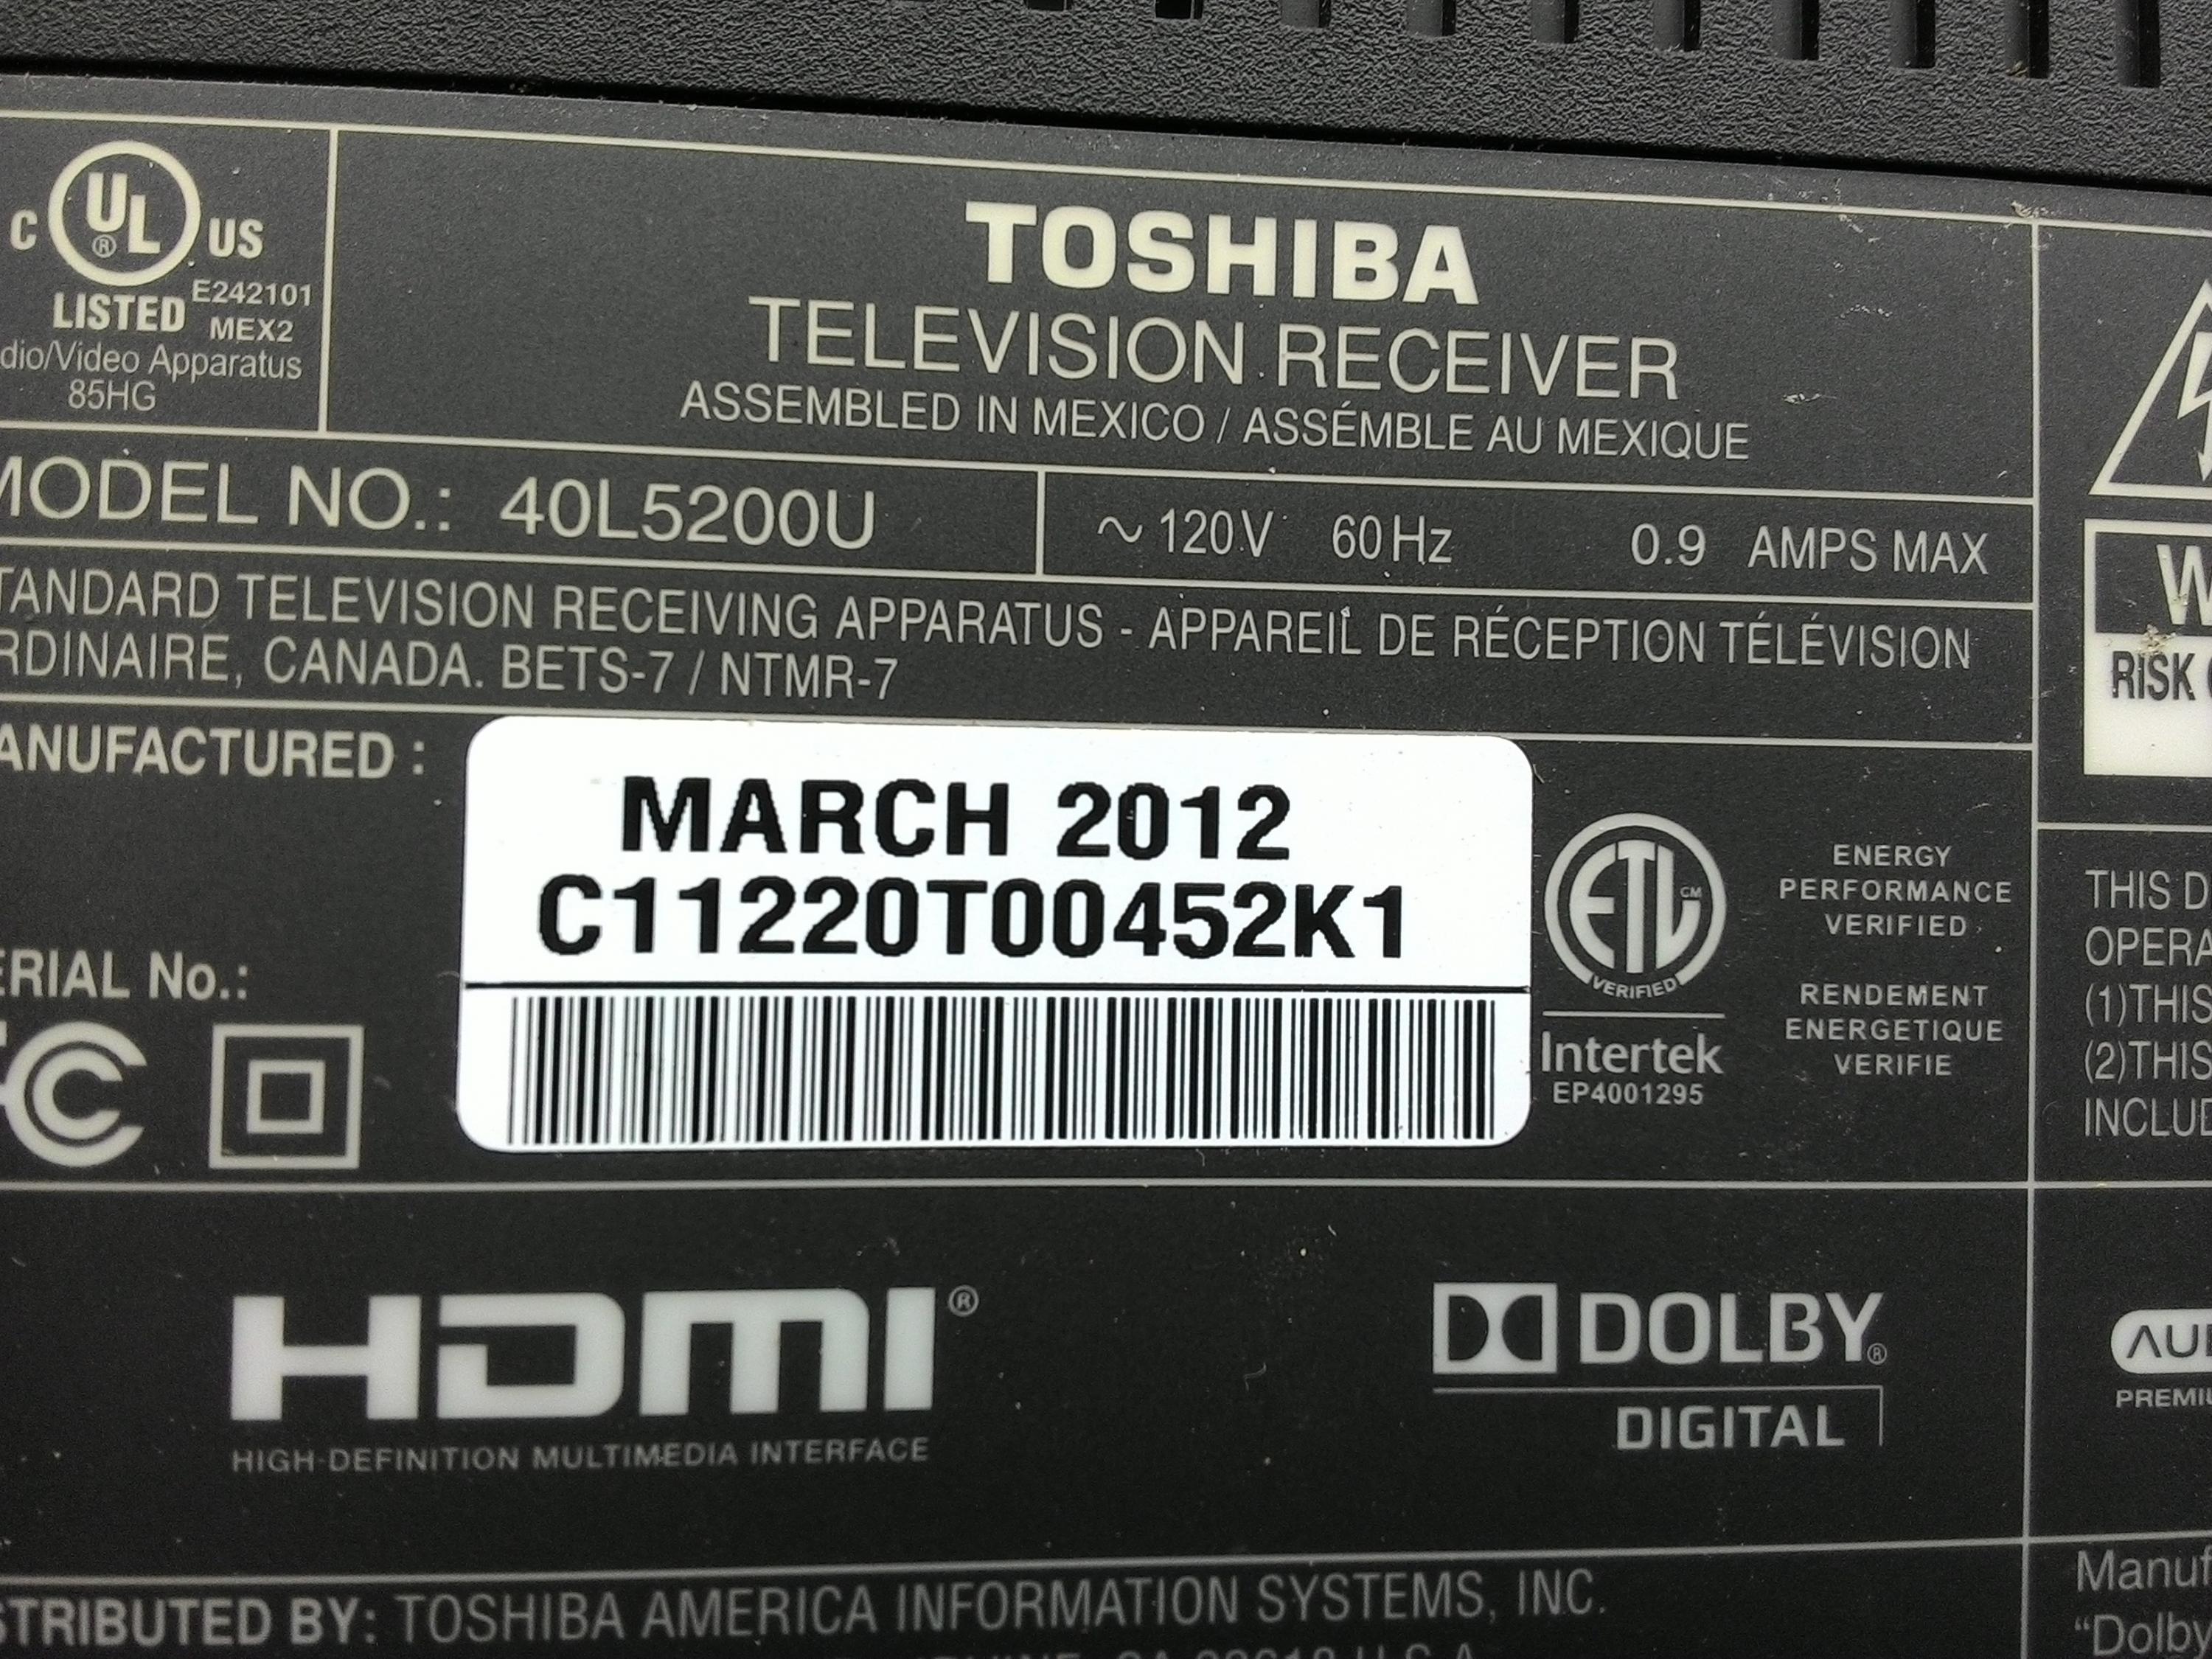 C UL US
®
LISTED E242101
MEX2
dio/Video Apparatus
85HG
TOSHIBA
TELEVISION RECEIVER
ASSEMBLED IN MEXICO / ASSÉMBLE AU MEXIQUE
MODEL NO.: 40L5200U
~ 120V 60Hz 0.9 AMPS MAX
TANDARD TELEVISION RECEIVING APPARATUS - APPAREIL DE RÉCEPTION TÉLÉVISION
RDINAIRE, CANADA. BETS-7 / NTMR-7
ANUFACTURED :
MARCH 2012
C11220T00452K1
ERIAL No.:
FC
ETL CM
VERIFIED
Intertek
EP4001295
ENERGY
PERFORMANCE
VERIFIED
RENDEMENT
ENERGETIQUE
VERIFIE
W
RISK
THIS D
OPERA
(1)THIS
(2)THIS
INCLUD
HDMI®
HIGH-DEFINITION MULTIMEDIA INTERFACE
DOLBY®
DIGITAL
AU
PREMIU
STRIBUTED BY: TOSHIBA AMERICA INFORMATION SYSTEMS, INC.
Manuf
“Dolby